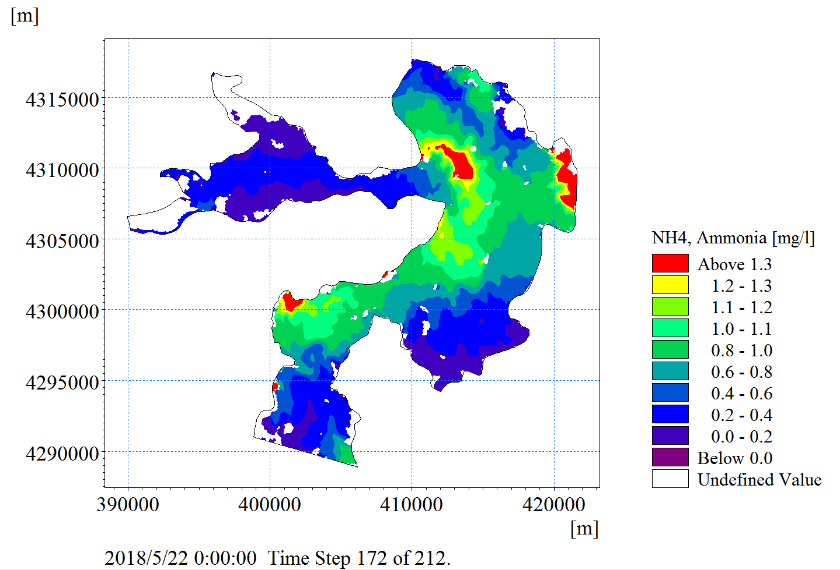 [m]
4315000
4310000
4305000
4300000
4295000
4290000
390000 400000 410000 420000
[m]
2018/5/22 0:00:00 Time Step 172 of 212.
NH4, Ammonia [mg/l]
Above 1.3
1.2 - 1.3
1.1 - 1.2
1.0 - 1.1
0.8 - 1.0
0.6 - 0.8
0.4 - 0.6
0.2 - 0.4
0.0 - 0.2
Below 0.0
Undefined Value